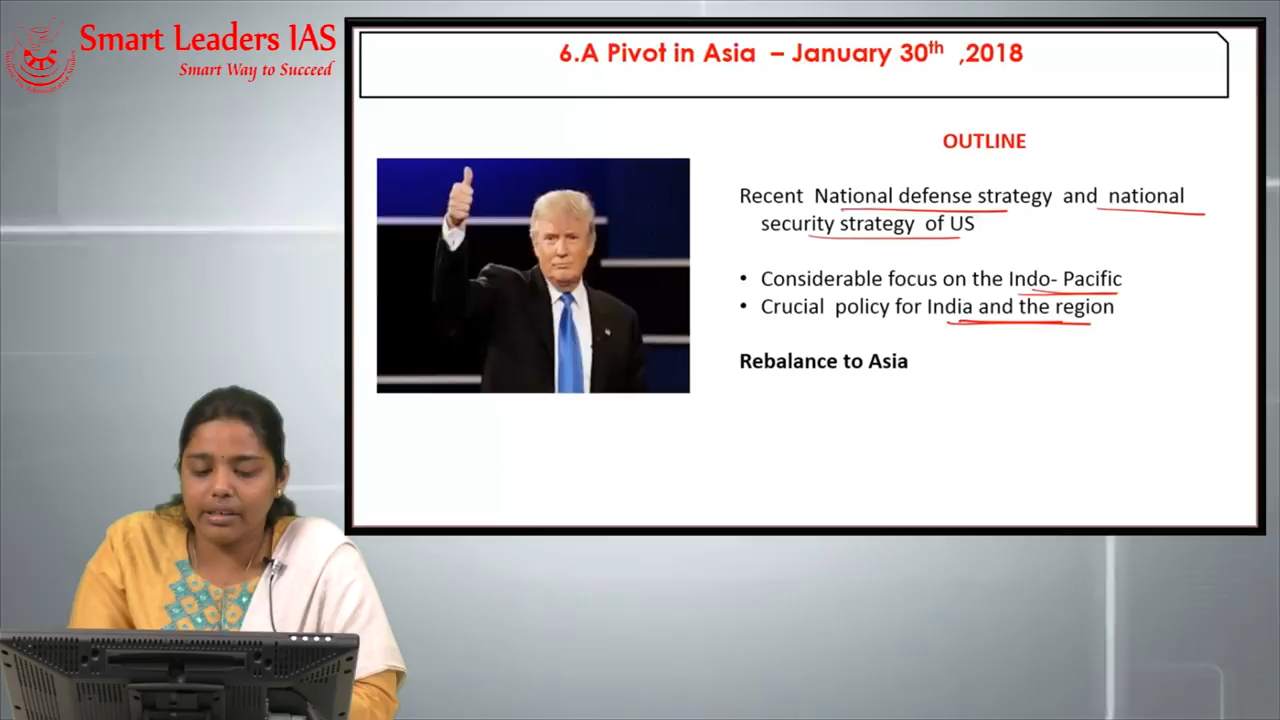 Smart Leaders IAS
Smart Way to Succeed
6.A Pivot in Asia – January 30th ,2018
OUTLINE
Recent National defense strategy and national
security strategy of US
• Considerable focus on the Indo- Pacific
• Crucial policy for India and the region
Rebalance to Asia